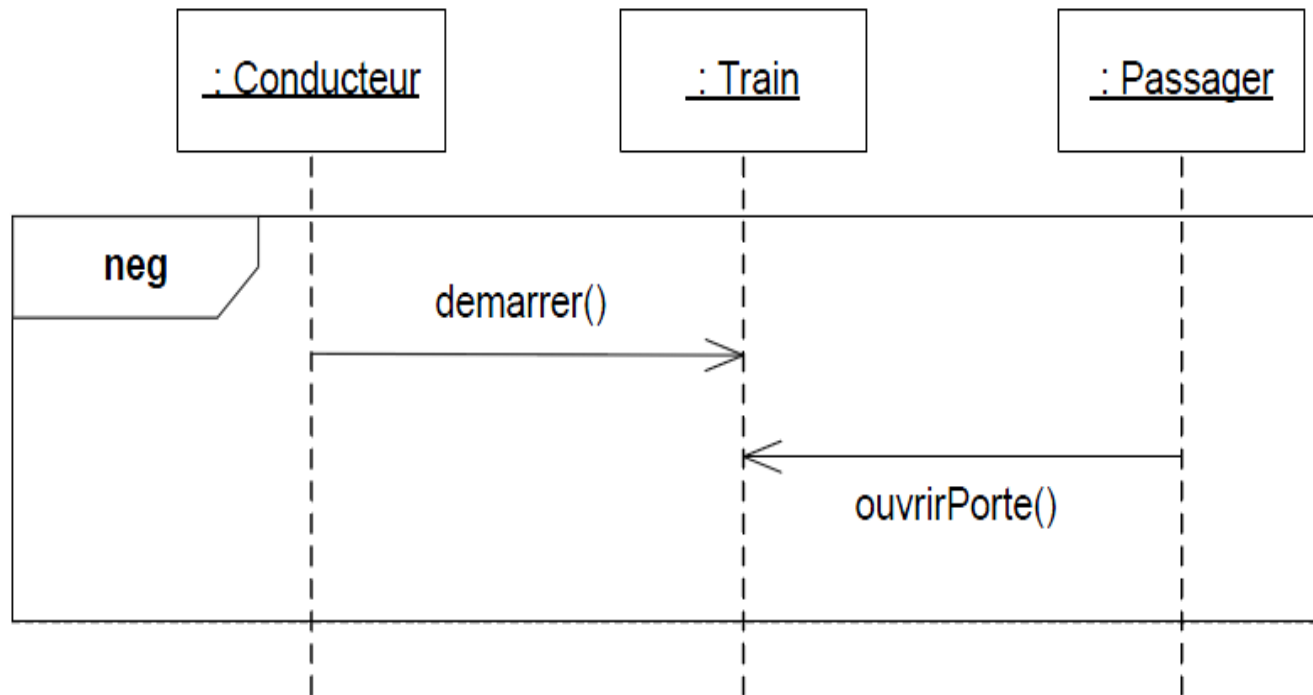 : Conducteur
: Train
: Passager
neg
demarrer()
ouvrirPorte()